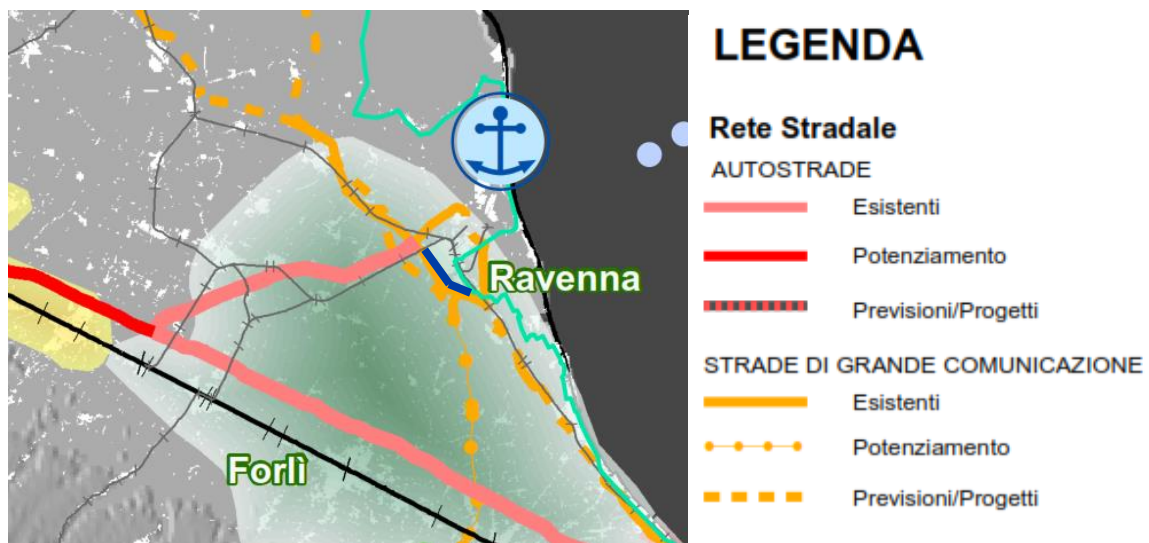 Ravenna
Forlì
LEGENDA
Rete Stradale
AUTOSTRADE
Esistenti
Potenziamento
Previsioni/Progetti
STRADE DI GRANDE COMUNICAZIONE
Esistenti
Potenziamento
Previsioni/Progetti